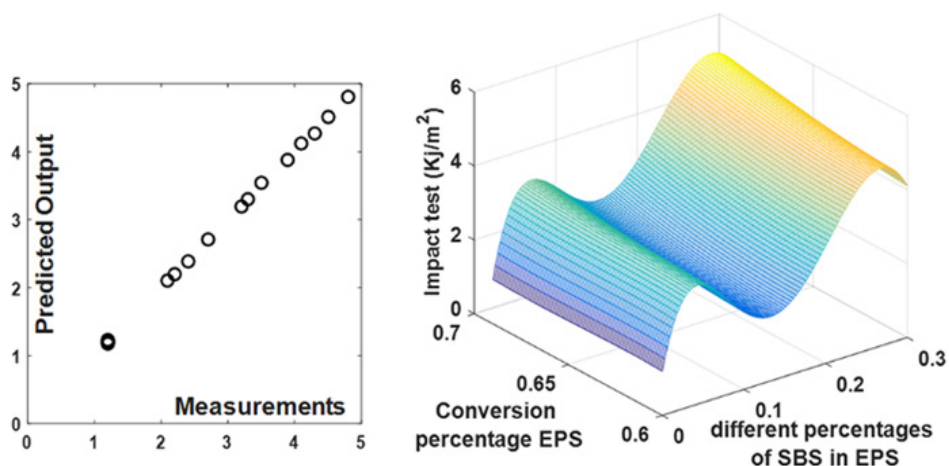 5
4
3
2
1
0
0 1 2 3 4 5
Predicted Output
Measurements
6
4
2
0
Impact test (Kj/m²)
0.7
0.65
0.6
Conversion
percentage EPS
0
0.1
0.2
0.3
different percentages
of SBS in EPS